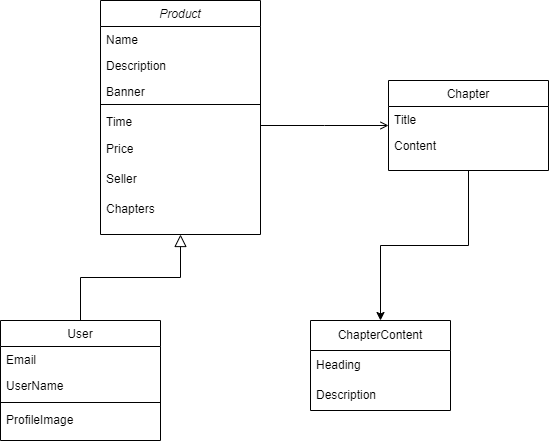 Product
Name
Description
Banner
Time
Price
Seller
Chapters
Chapter
Title
Content
User
Email
UserName
ProfileImage
ChapterContent
Heading
Description